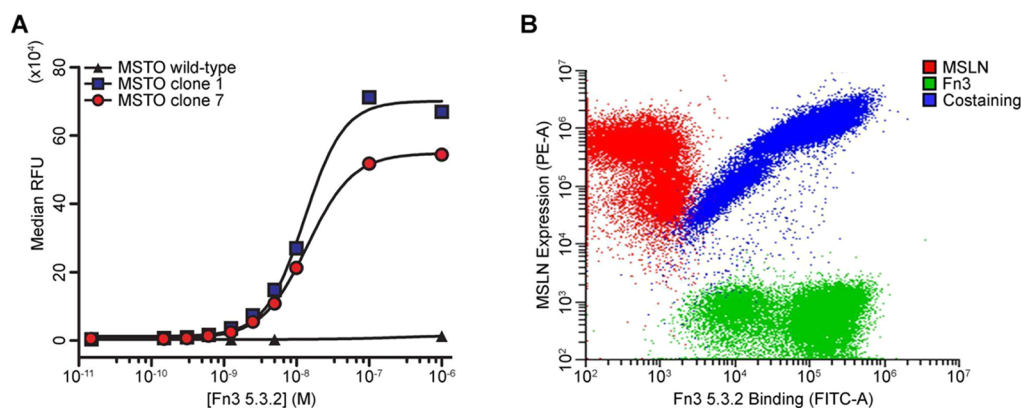 A
(x10⁴)
MSTO wild-type
MSTO clone 1
MSTO clone 7
80
60
40
20
0
Median RFU
10⁻¹¹ 10⁻¹⁰ 10⁻⁹ 10⁻⁸ 10⁻⁷ 10⁻⁶
[Fn3 5.3.2] (M)
B
MSLN
Fn3
Costaining
MSLN Expression (PE-A)
10⁷
10⁶
10⁵
10⁴
10³
10²
10² 10³ 10⁴ 10⁵ 10⁶ 10⁷
Fn3 5.3.2 Binding (FITC-A)